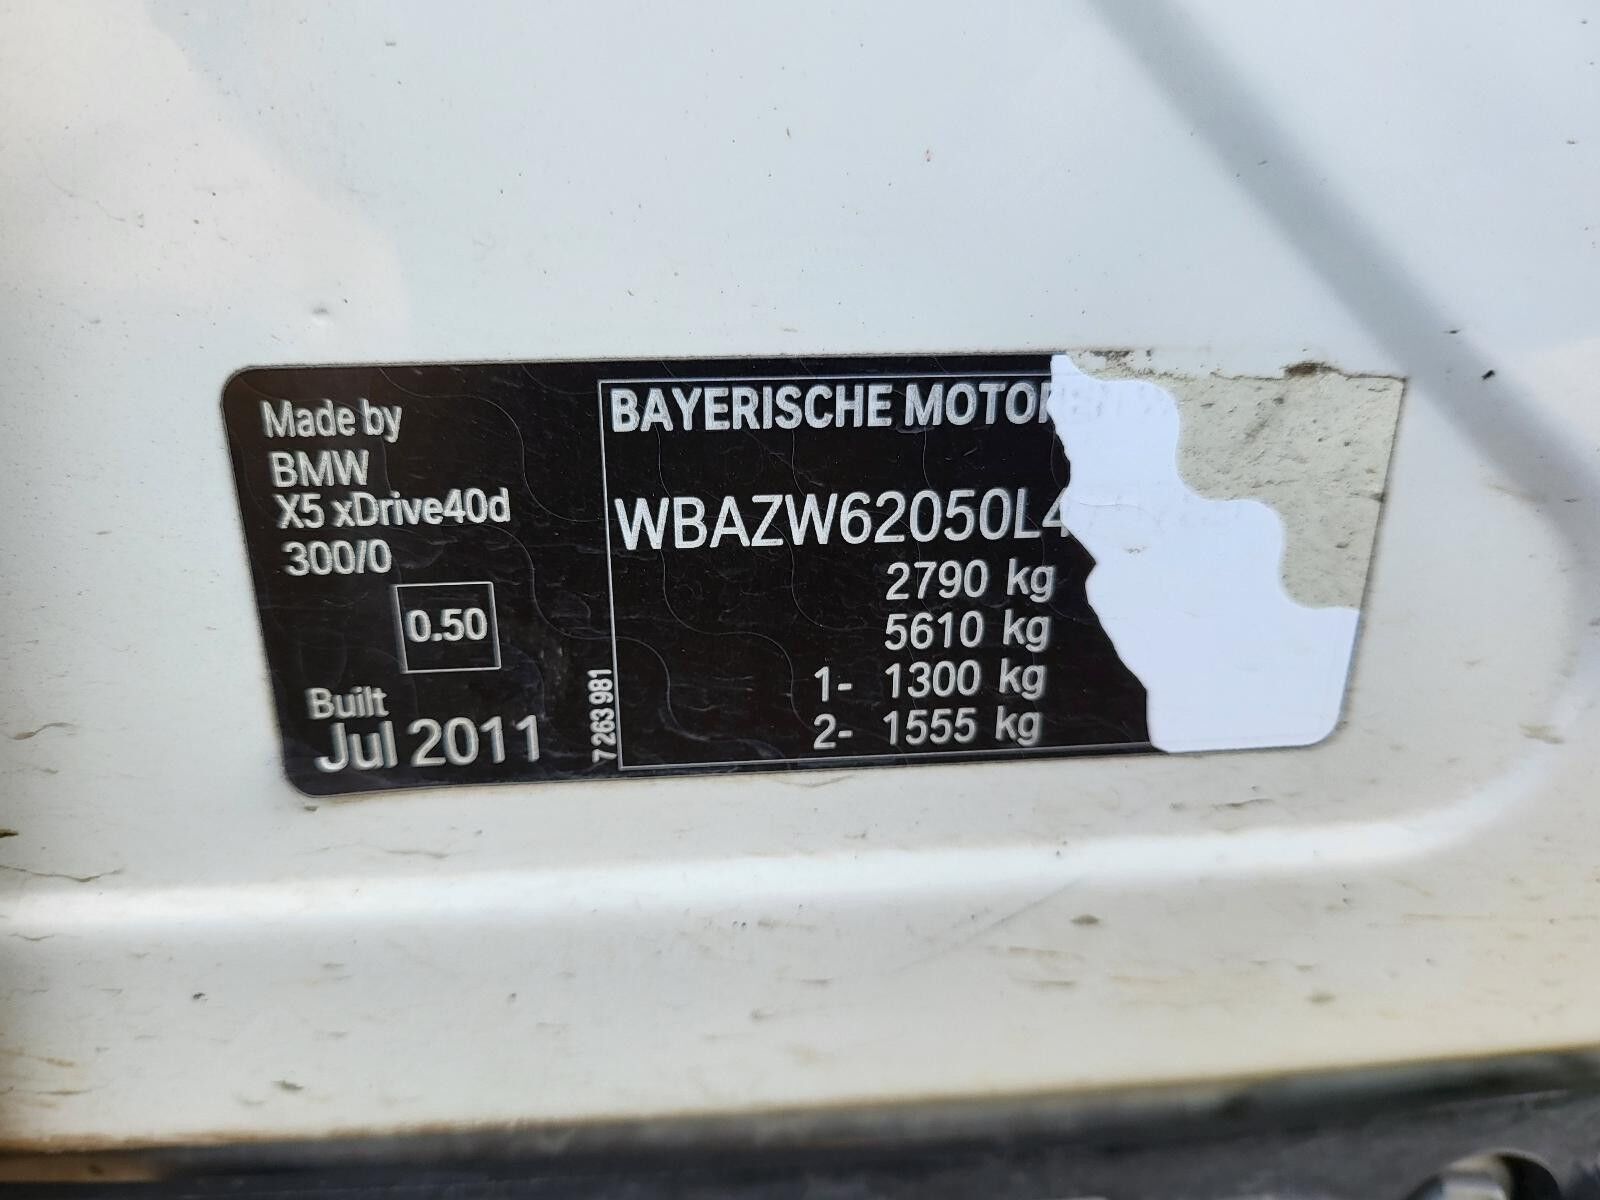 Made by
BMW
X5 xDrive40d
300/0
0.50
Built
Jul 2011
7 263 981
BAYERISCHE MOTOR
WBAZW62050L4
2790 kg
5610 kg
1- 1300 kg
2- 1555 kg